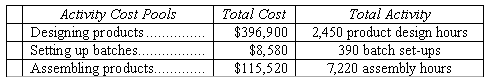 Activity Cost Pools Total Cost Total Activity
Designing products............... $396,900 2,450 product design hours
Setting up batches............... $8,580 390 batch set-ups
Assembling products............. $115,520 7,220 assembly hours